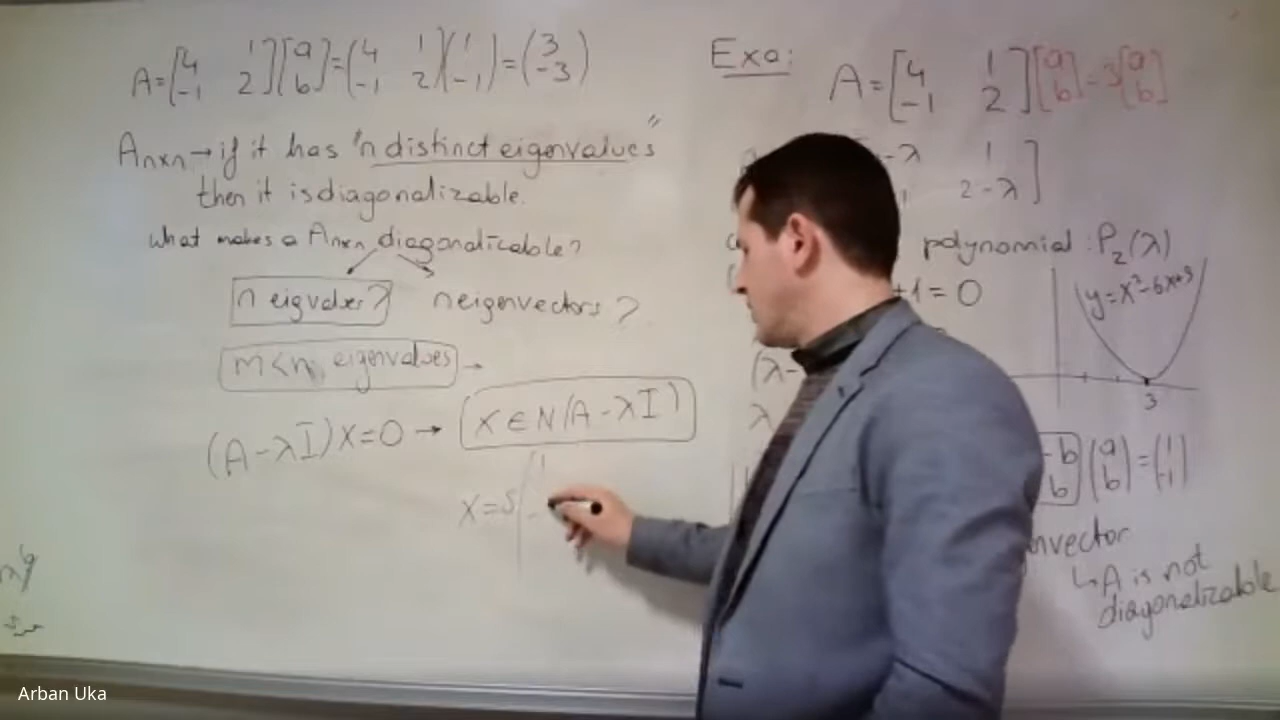 A=[4 1 -1 2][a b]=(4 1 -1 2)(1 -1)=(3 -3)
Anxn→if it has "n distinct eigenvalues"
then it is diagonalizable.
What makes a Anxn diagonalizable?
n eigvalues? n eigenvectors?
m<n, eigenvalues →
(A-λI)X=0 → X∈N(A-λI)
X=S
Exa: A=[4 1 -1 2][a b]=3[a b]
-λ 1
2-λ]
polynomial: P2(λ)
+1=0
y=x²-6x+9
(λ-
λ
3
-b
b (a b)=(1 -1)
nvector
↳A is not
diagonalizable
Arban Uka